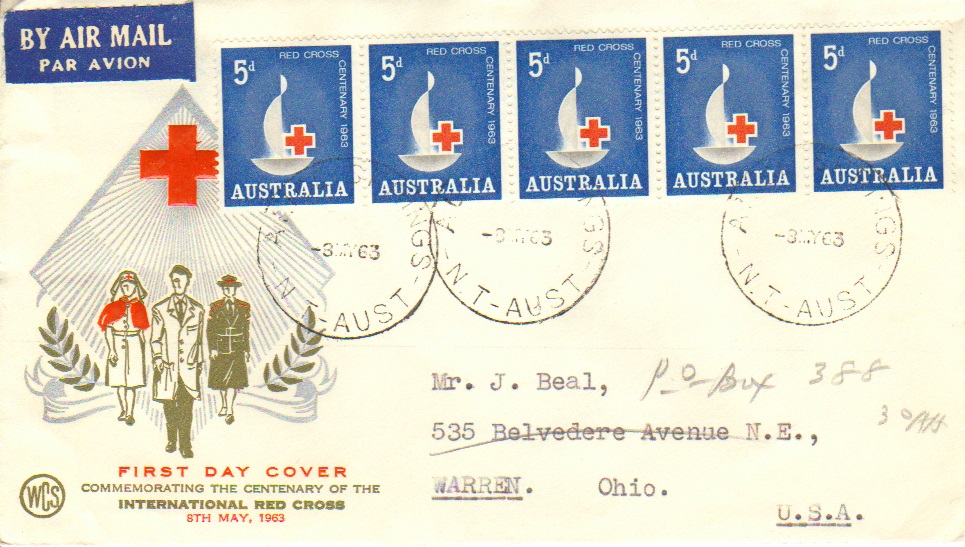 BY AIR MAIL
PAR AVION
5d RED CROSS CENTENARY 1963 AUSTRALIA
5d RED CROSS CENTENARY 1963 AUSTRALIA
5d RED CROSS CENTENARY 1963 AUSTRALIA
5d RED CROSS CENTENARY 1963 AUSTRALIA
5d RED CROSS CENTENARY 1963 AUSTRALIA
-8MY63
N.T-AUST-
-8MY63
N.T-AUST-
-8MY63
N.T-AUST-
Mr. J. Beal, P.O Box 388
535 Belvedere Avenue N.E.,
WARREN. Ohio.
U.S.A.
FIRST DAY COVER
COMMEMORATING THE CENTENARY OF THE
INTERNATIONAL RED CROSS
8TH MAY, 1963
WCS